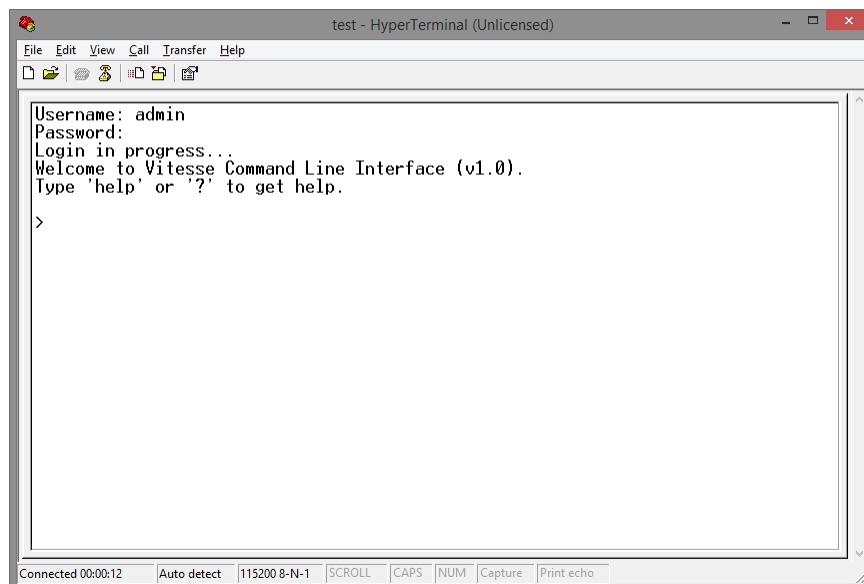 test - HyperTerminal (Unlicensed)
File Edit View Call Transfer Help
Username: admin
Password:
Login in progress...
Welcome to Vitesse Command Line Interface (v1.0).
Type 'help' or '?' to get help.
>
Connected 00:00:12 Auto detect 115200 8-N-1 SCROLL CAPS NUM Capture Print echo